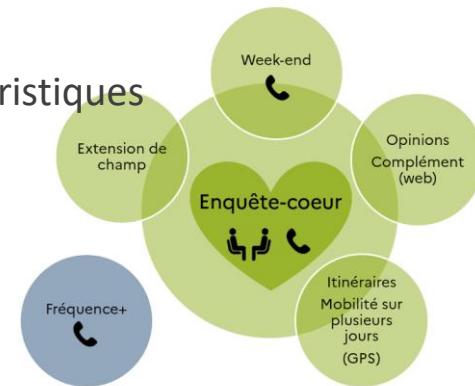 ristiques
Week-end
Extension de
champ
Opinions
Complément
(web)
Enquête-coeur
Itinéraires
Mobilité sur
plusieurs
jours
(GPS)
Fréquence+